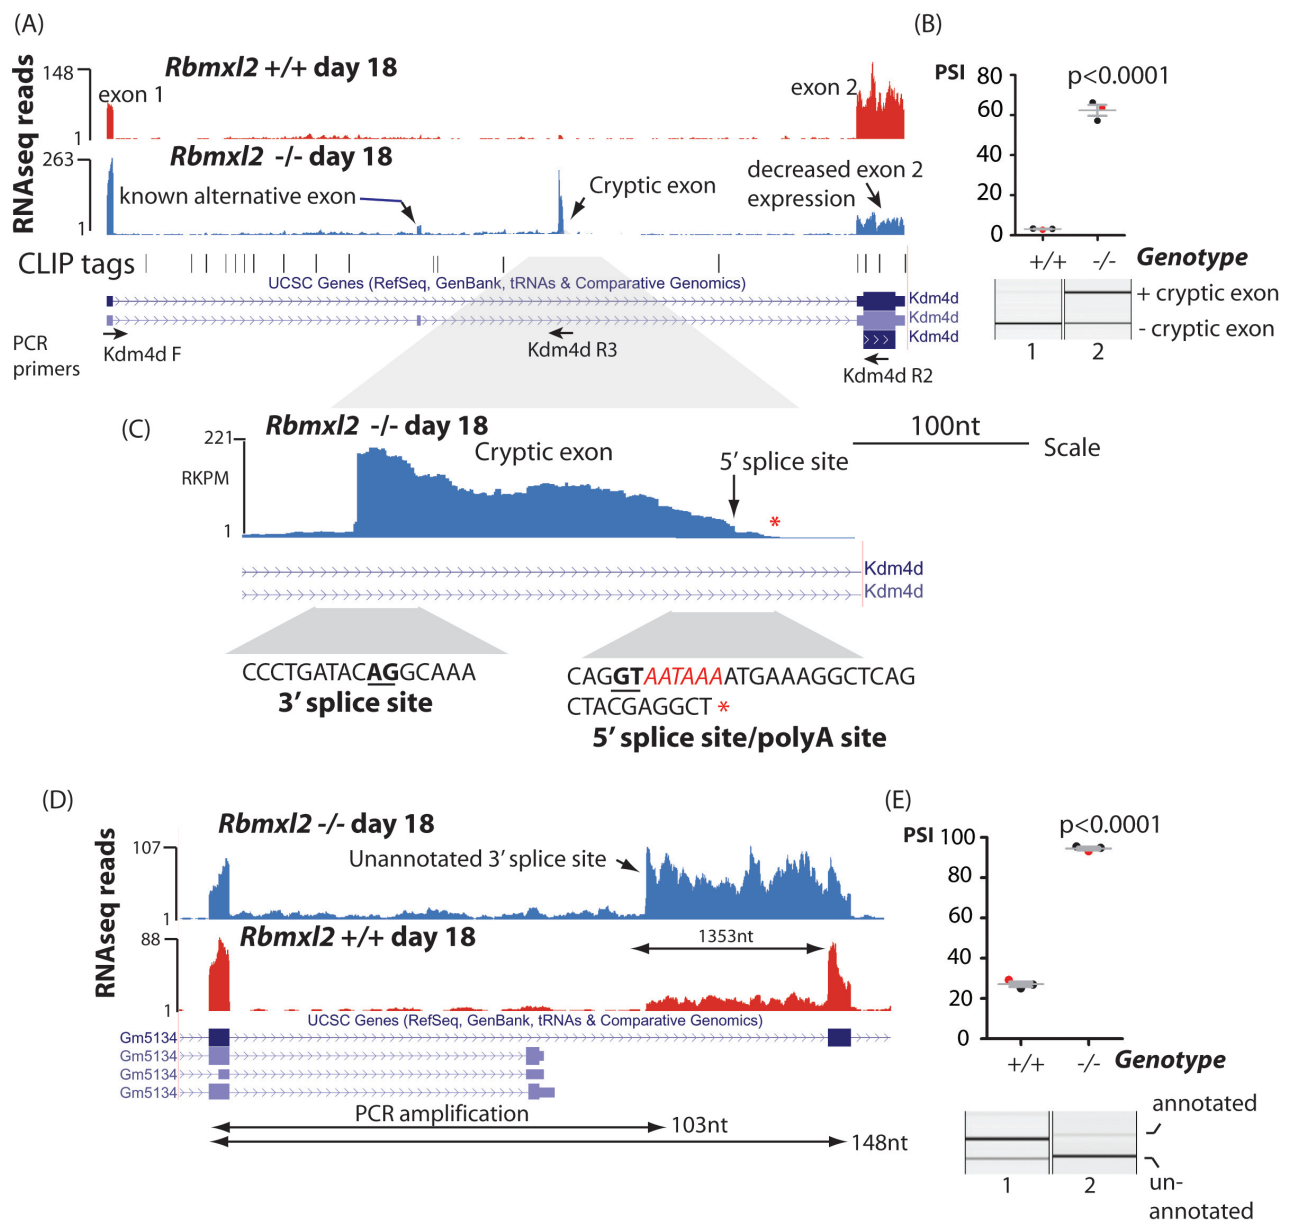 (A)
RNAseq reads
148
1
Rbmxl2 +/+ day 18
exon 1
exon 2
263
1
Rbmxl2 -/- day 18
known alternative exon
Cryptic exon
decreased exon 2
expression
CLIP tags
UCSC Genes (RefSeq, GenBank, tRNAs & Comparative Genomics)
Kdm4d
Kdm4d
Kdm4d
PCR
primers
Kdm4d F
Kdm4d R3
Kdm4d R2
(B)
PSI
p<0.0001
80
60
40
20
0
+/+
-/-
Genotype
+ cryptic exon
- cryptic exon
1
2
(C)
Rbmxl2 -/- day 18
221
RKPM
1
Cryptic exon
5’ splice site
*
100nt
Scale
Kdm4d
Kdm4d
CCCTGATACAGGCAAA
3’ splice site
CAGGTAATAAAATGAAAGGCTCAG
CTACGAGGCT *
5’ splice site/polyA site
(D)
RNAseq reads
Rbmxl2 -/- day 18
107
1
Unannotated 3’ splice site
Rbmxl2 +/+ day 18
88
1
1353nt
UCSC Genes (RefSeq, GenBank, tRNAs & Comparative Genomics)
Gm5134
Gm5134
Gm5134
Gm5134
PCR amplification
103nt
148nt
(E)
PSI
p<0.0001
100
80
60
40
20
0
+/+
-/-
Genotype
annotated
un-
annotated
1
2